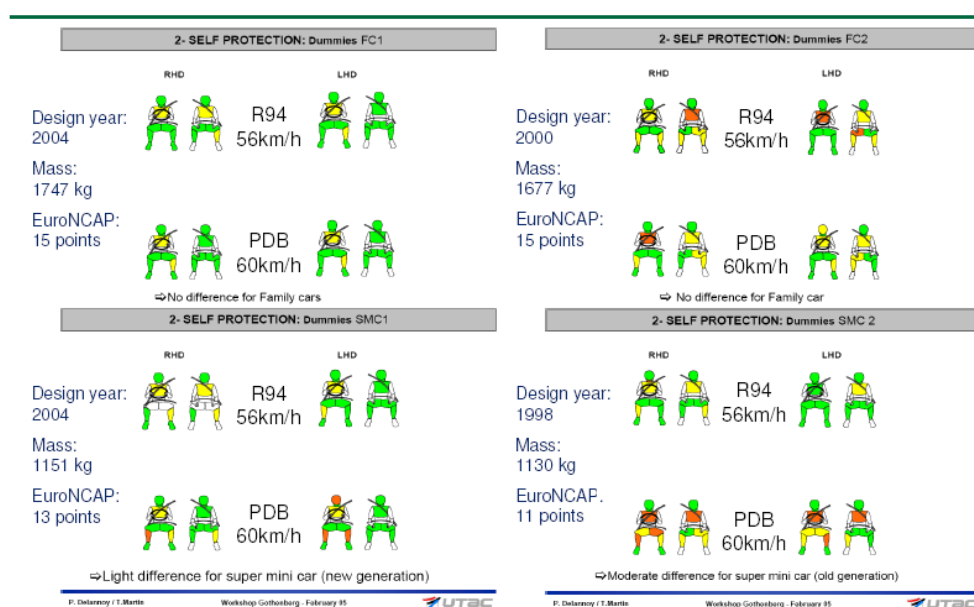 2- SELF PROTECTION: Dummies FC1
RHD LHD
Design year:
2004
R94
56km/h
Mass:
1747 kg
EuroNCAP:
15 points
PDB
60km/h
⇨No difference for Family cars
2- SELF PROTECTION: Dummies FC2
RHD LHD
Design year:
2000
R94
56km/h
Mass:
1677 kg
EuroNCAP:
15 points
PDB
60km/h
⇨ No difference for Family car
2- SELF PROTECTION: Dummies SMC1
RHD LHD
Design year:
2004
R94
56km/h
Mass:
1151 kg
EuroNCAP:
13 points
PDB
60km/h
⇨Light difference for super mini car (new generation)
P. Delannoy / T.Martin Workshop Gothenberg - February 05 UTAC
2- SELF PROTECTION: Dummies SMC 2
RHD LHD
Design year:
1998
R94
56km/h
Mass:
1130 kg
EuroNCAP.
11 points
PDB
60km/h
⇨Moderate difference for super mini car (old generation)
P. Delannoy / T.Martin Workshop Gothenberg - February 05 UTAC